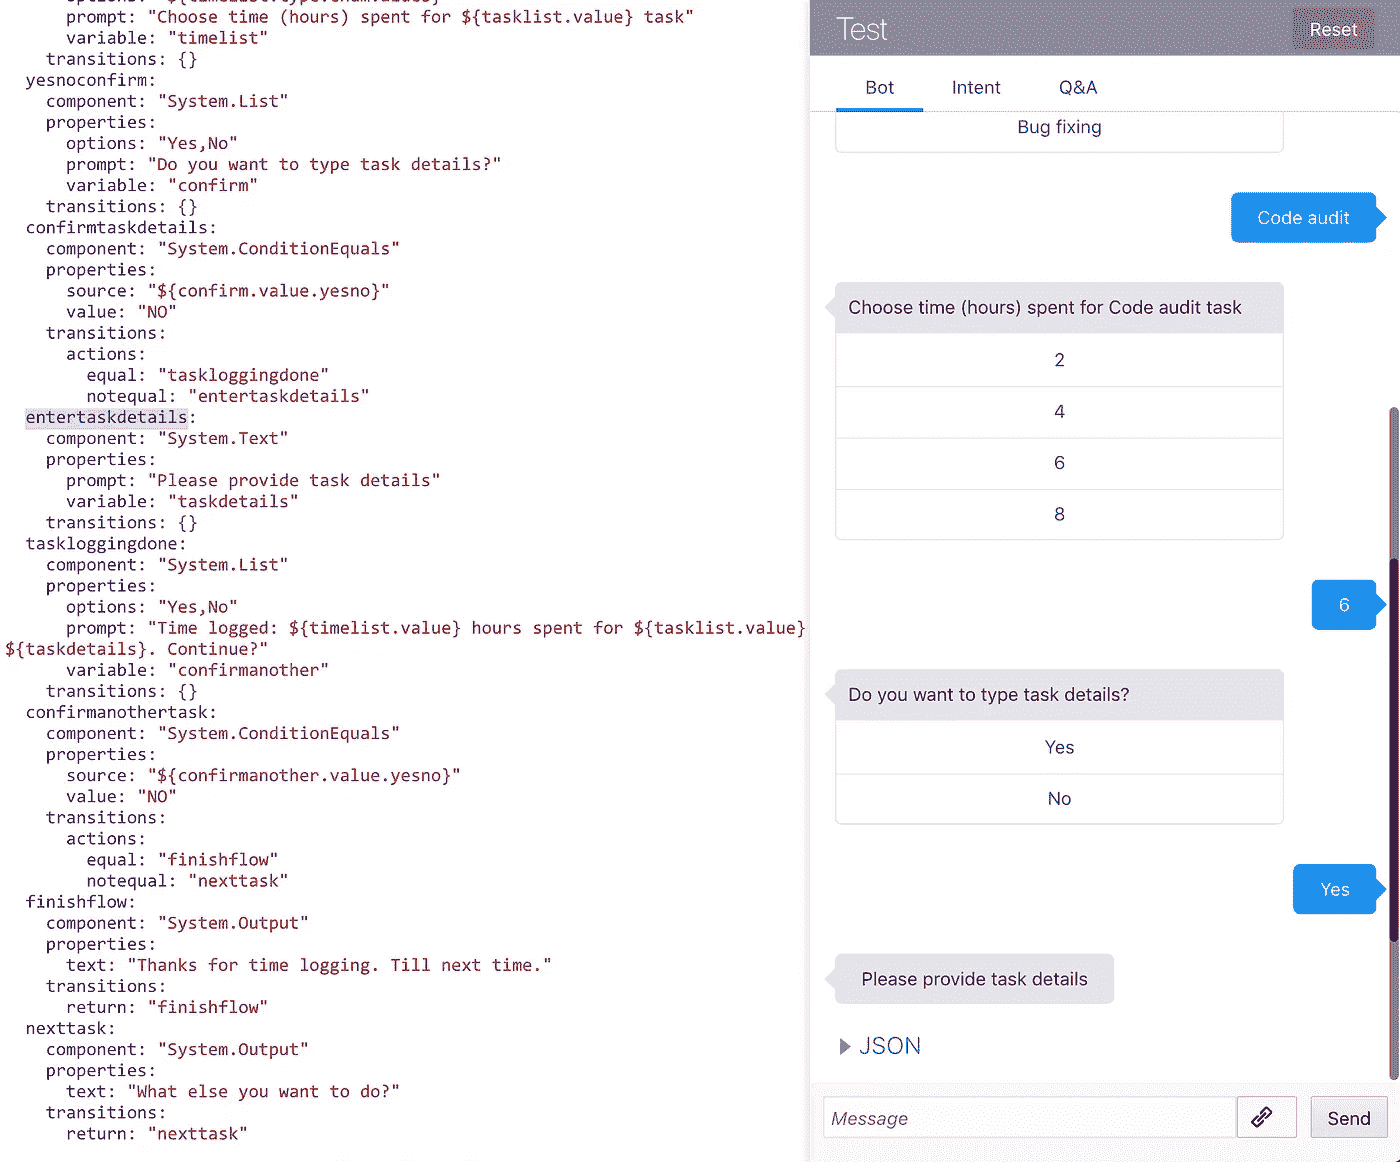 prompt: "Choose time (hours) spent for ${tasklist.value} task"
variable: "timelist"
transitions: {}
yesnoconfirm:
component: "System.List"
properties:
options: "Yes,No"
prompt: "Do you want to type task details?"
variable: "confirm"
transitions: {}
confirmtaskdetails:
component: "System.ConditionEquals"
properties:
source: "${confirm.value.yesno}"
value: "NO"
transitions:
actions:
equal: "taskloggingdone"
notequal: "entertaskdetails"
entertaskdetails:
component: "System.Text"
properties:
prompt: "Please provide task details"
variable: "taskdetails"
transitions: {}
taskloggingdone:
component: "System.List"
properties:
options: "Yes,No"
prompt: "Time logged: ${timelist.value} hours spent for ${tasklist.value}
${taskdetails}. Continue?"
variable: "confirmanother"
transitions: {}
confirmanothertask:
component: "System.ConditionEquals"
properties:
source: "${confirmanother.value.yesno}"
value: "NO"
transitions:
actions:
equal: "finishflow"
notequal: "nexttask"
finishflow:
component: "System.Output"
properties:
text: "Thanks for time logging. Till next time."
transitions:
return: "finishflow"
nexttask:
component: "System.Output"
properties:
text: "What else you want to do?"
transitions:
return: "nexttask"
Test
Reset
Bot Intent Q&A
Bug fixing
Code audit
Choose time (hours) spent for Code audit task
2
4
6
8
6
Do you want to type task details?
Yes
No
Yes
Please provide task details
JSON
Message
Send